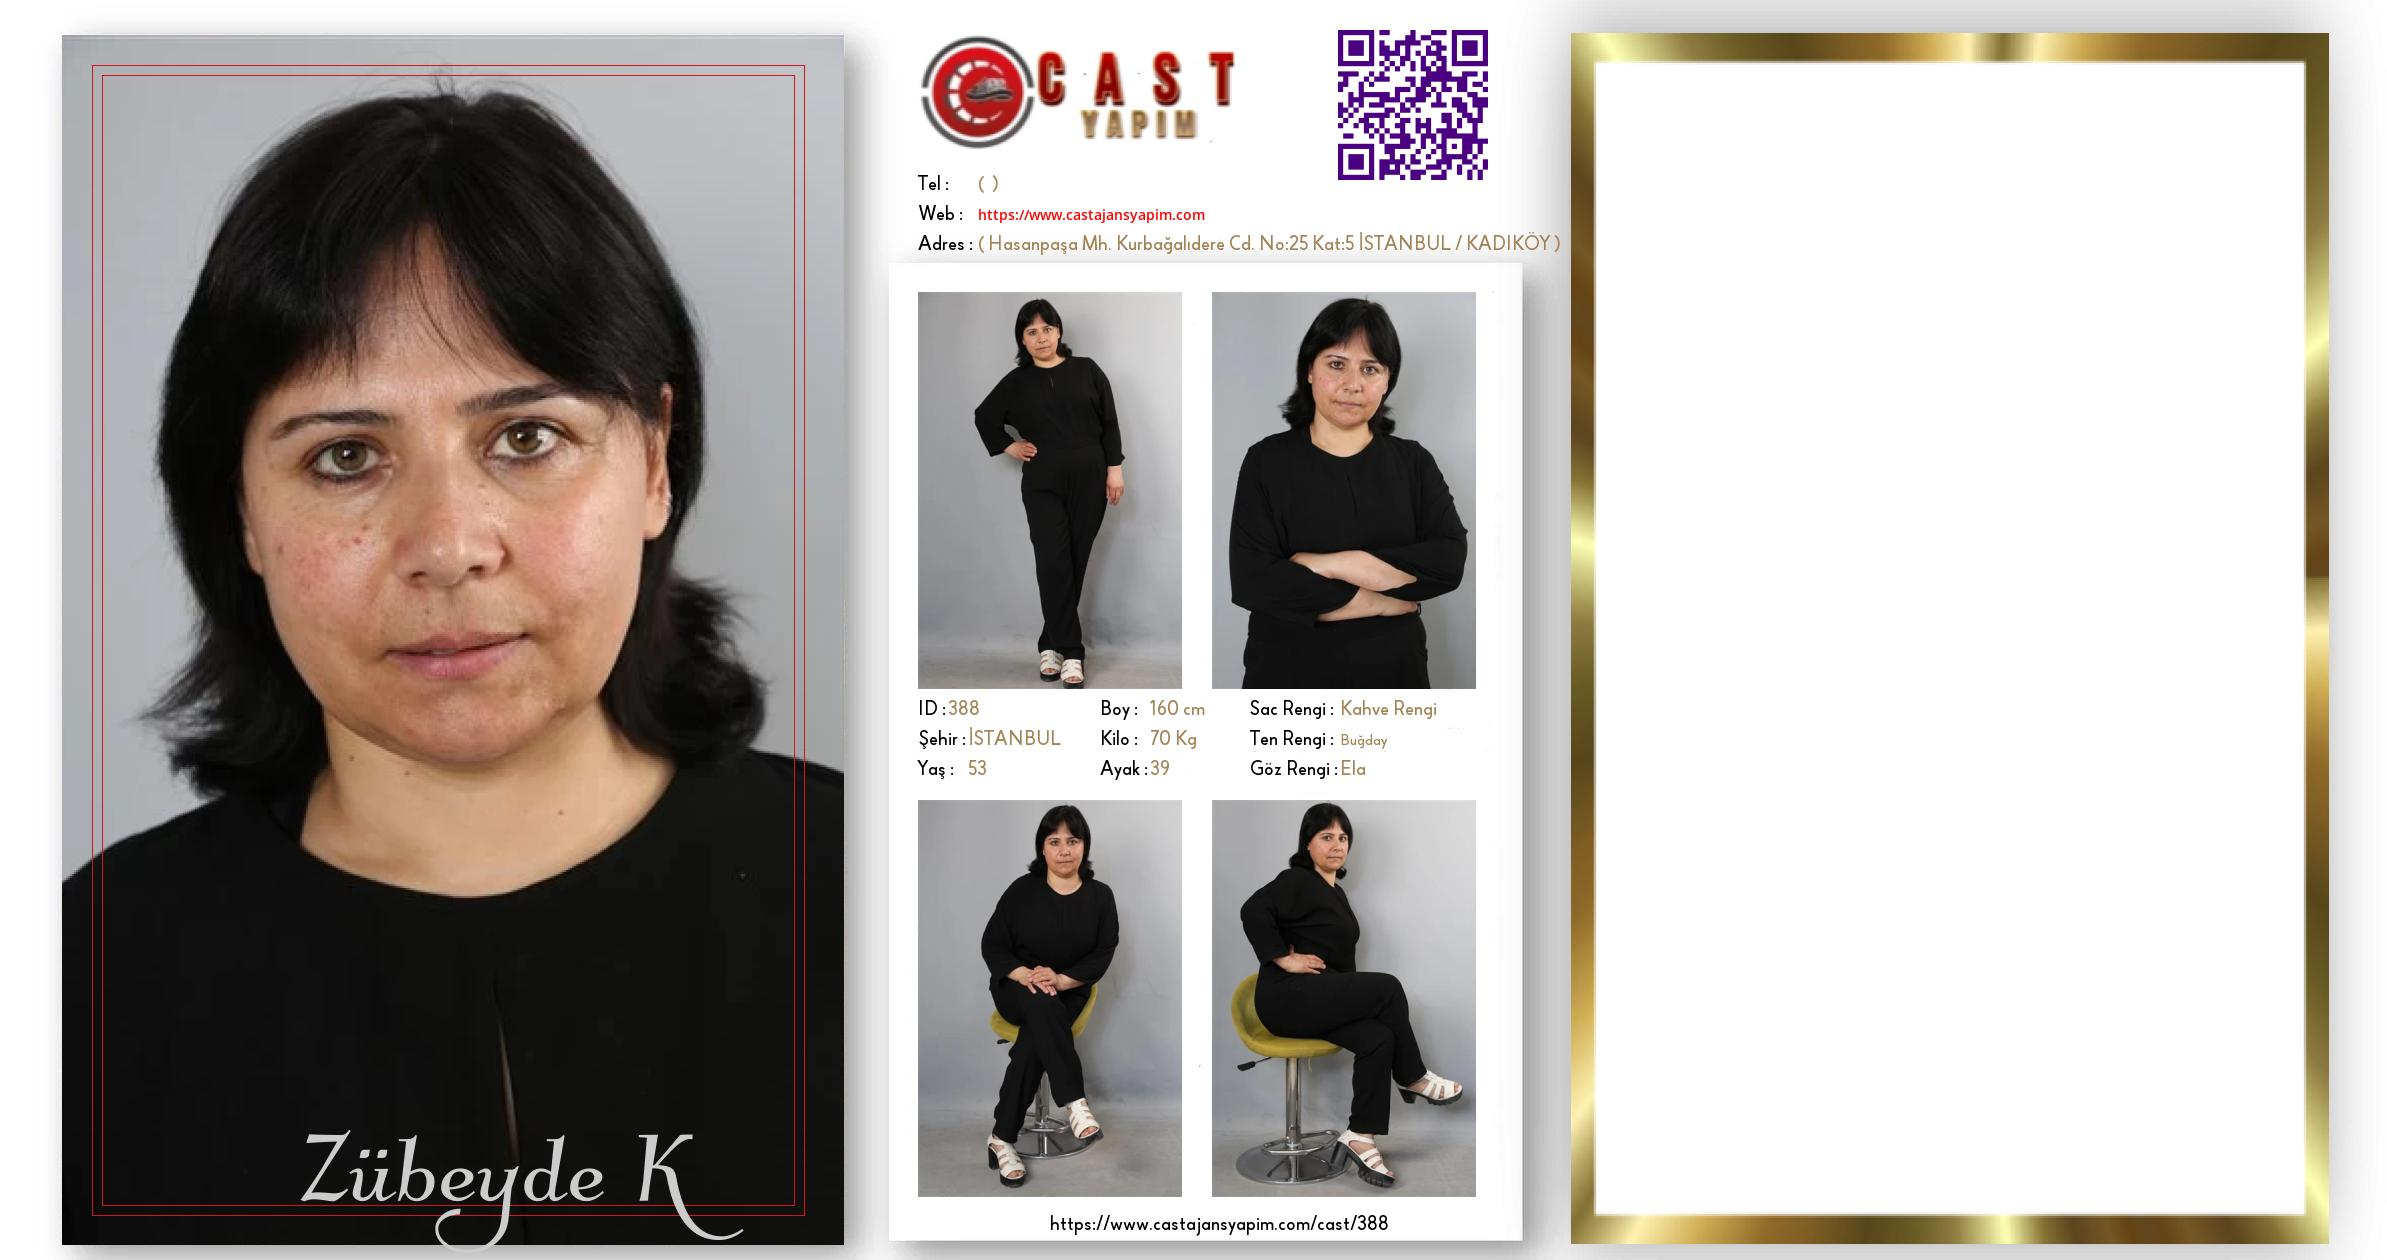 Zübeyde K
CAST
YAPIM
Tel : ( )
Web : https://www.castajansyapim.com
Adres : ( Hasanpaşa Mh. Kurbağalıdere Cd. No:25 Kat:5 İSTANBUL / KADIKÖY )
ID : 388 Boy : 160 cm Sac Rengi : Kahve Rengi
Şehir : İSTANBUL Kilo : 70 Kg Ten Rengi : Buğday
Yaş : 53 Ayak : 39 Göz Rengi : Ela
https://www.castajansyapim.com/cast/388